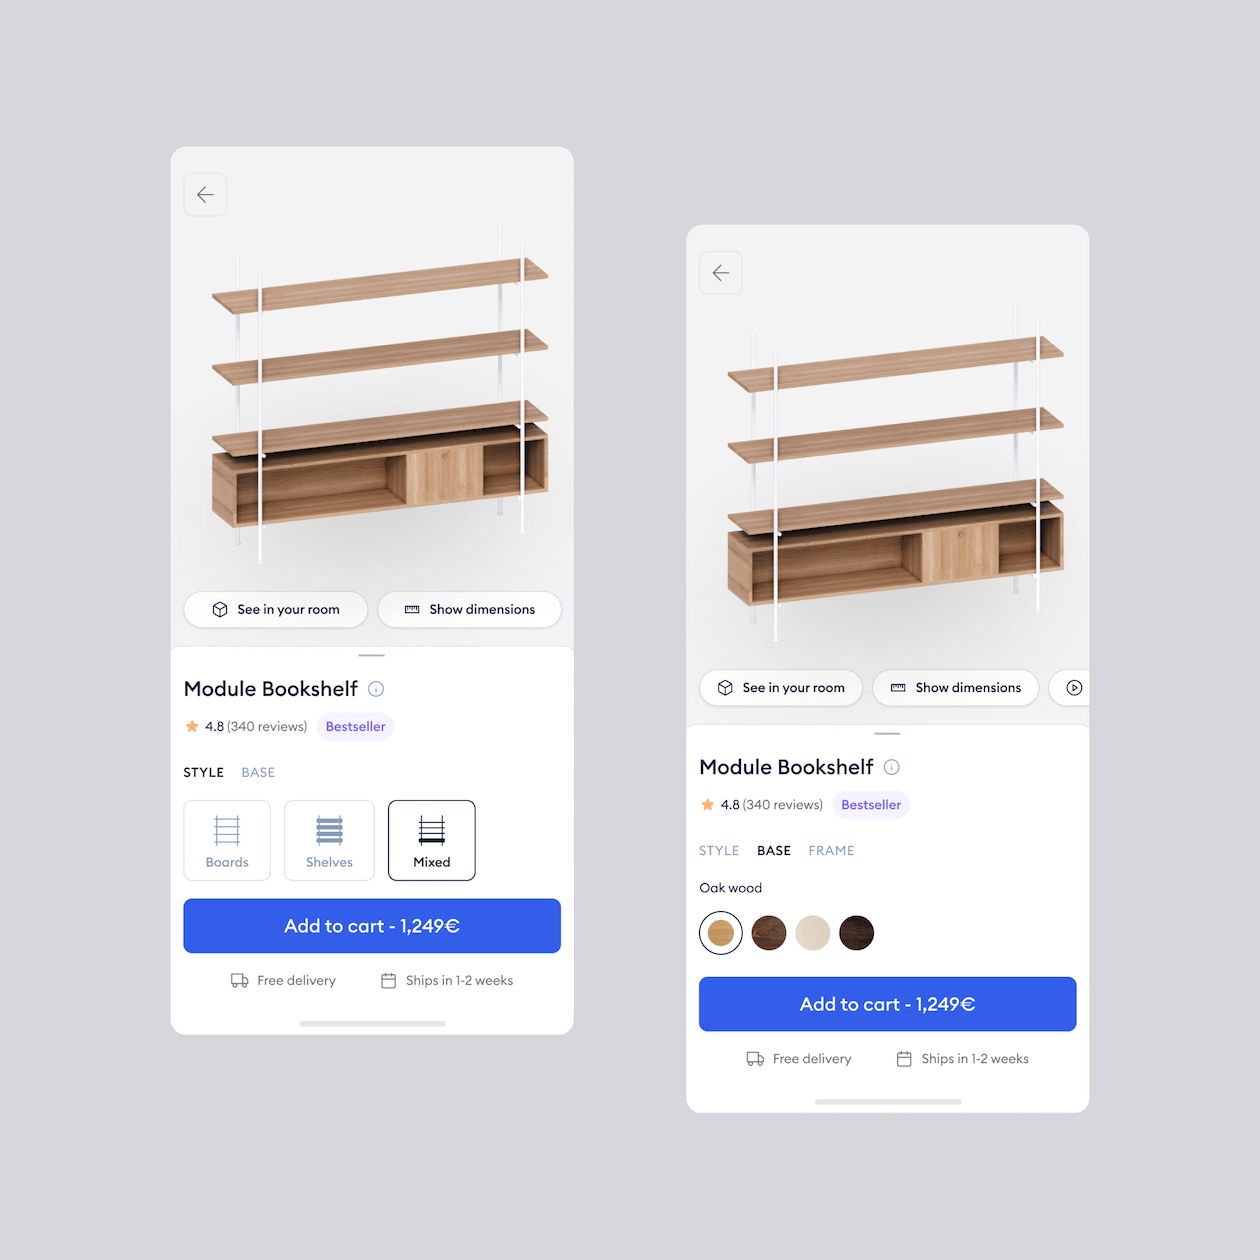 See in your room
Show dimensions
Module Bookshelf
4.8 (340 reviews) Bestseller
STYLE BASE
Boards Shelves Mixed
Add to cart - 1,249€
Free delivery Ships in 1-2 weeks
See in your room
Show dimensions
Module Bookshelf
4.8 (340 reviews) Bestseller
STYLE BASE FRAME
Oak wood
Add to cart - 1,249€
Free delivery Ships in 1-2 weeks